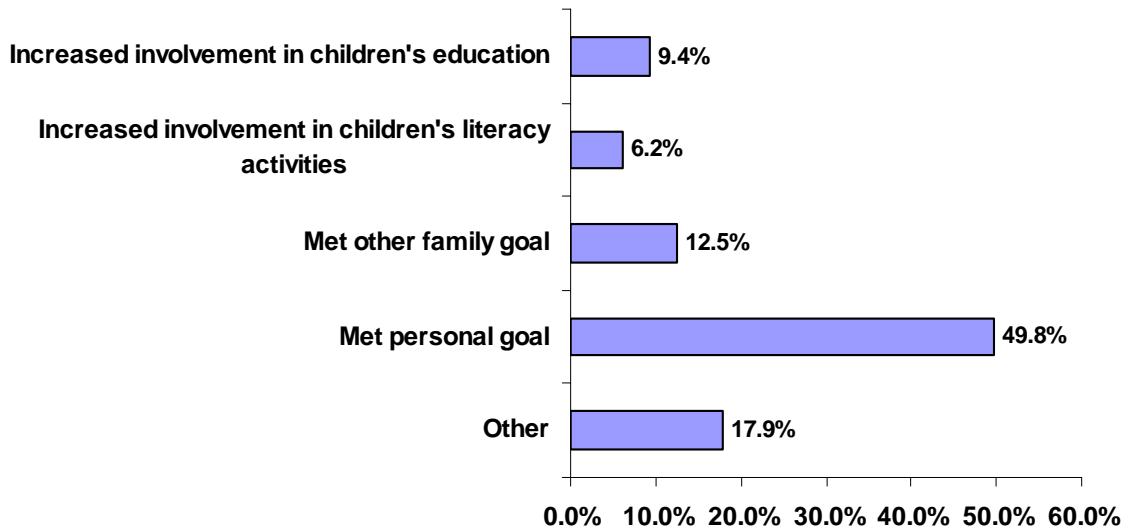 Increased involvement in children's education
9.4%
Increased involvement in children's literacy
activities
6.2%
Met other family goal
12.5%
Met personal goal
49.8%
Other
17.9%
0.0% 10.0% 20.0% 30.0% 40.0% 50.0% 60.0%